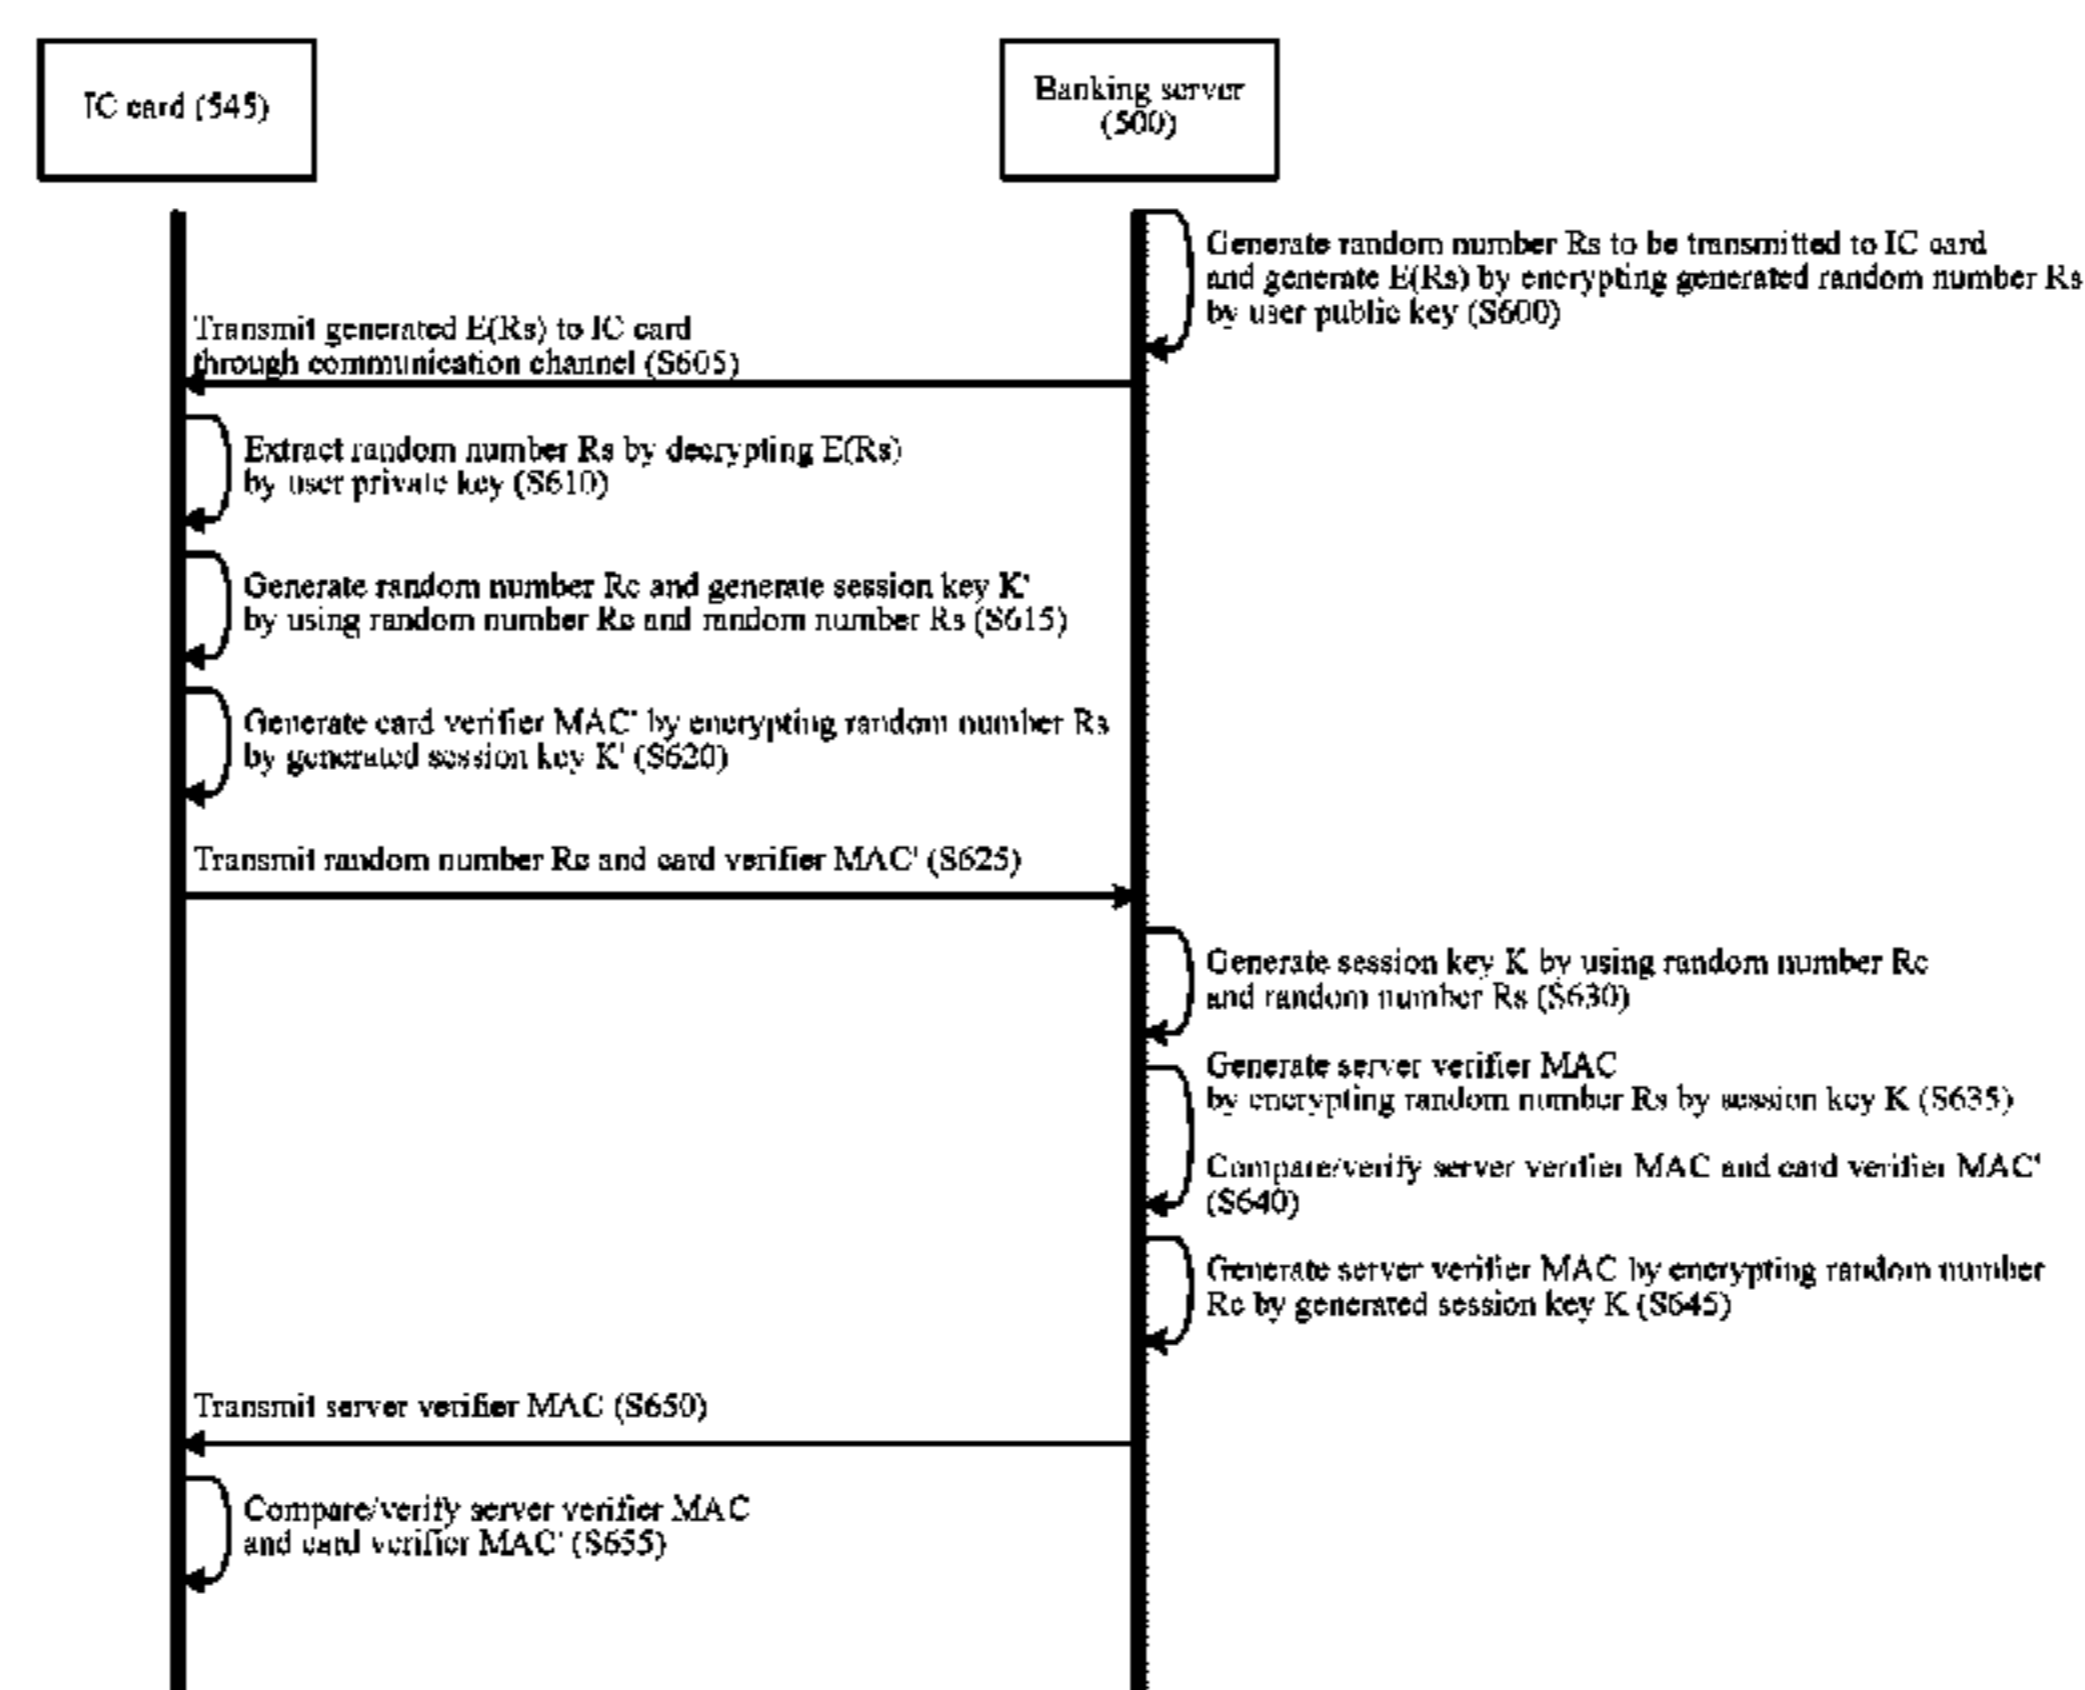 IC card (545)
Banking server
(500)
Generate random number Rs to be transmitted to IC card
and generate E(Rs) by encrypting generated random number Rs
by user public key (S600)
Transmit generated E(Rs) to IC card
through communication channel (S605)
Extract random number Rs by decrypting E(Rs)
by user private key (S610)
Generate random number Rc and generate session key K'
by using random number Rc and random number Rs (S615)
Generate card verifier MAC' by encrypting random number Rs
by generated session key K' (S620)
Transmit random number Rc and card verifier MAC' (S625)
Generate session key K by using random number Rc
and random number Rs (S630)
Generate server verifier MAC
by encrypting random number Rs by session key K (S635)
Compare/verify server verifier MAC and card verifier MAC'
(S640)
Generate server verifier MAC by encrypting random number
Rc by generated session key K (S645)
Transmit server verifier MAC (S650)
Compare/verify server verifier MAC
and card verifier MAC' (S655)